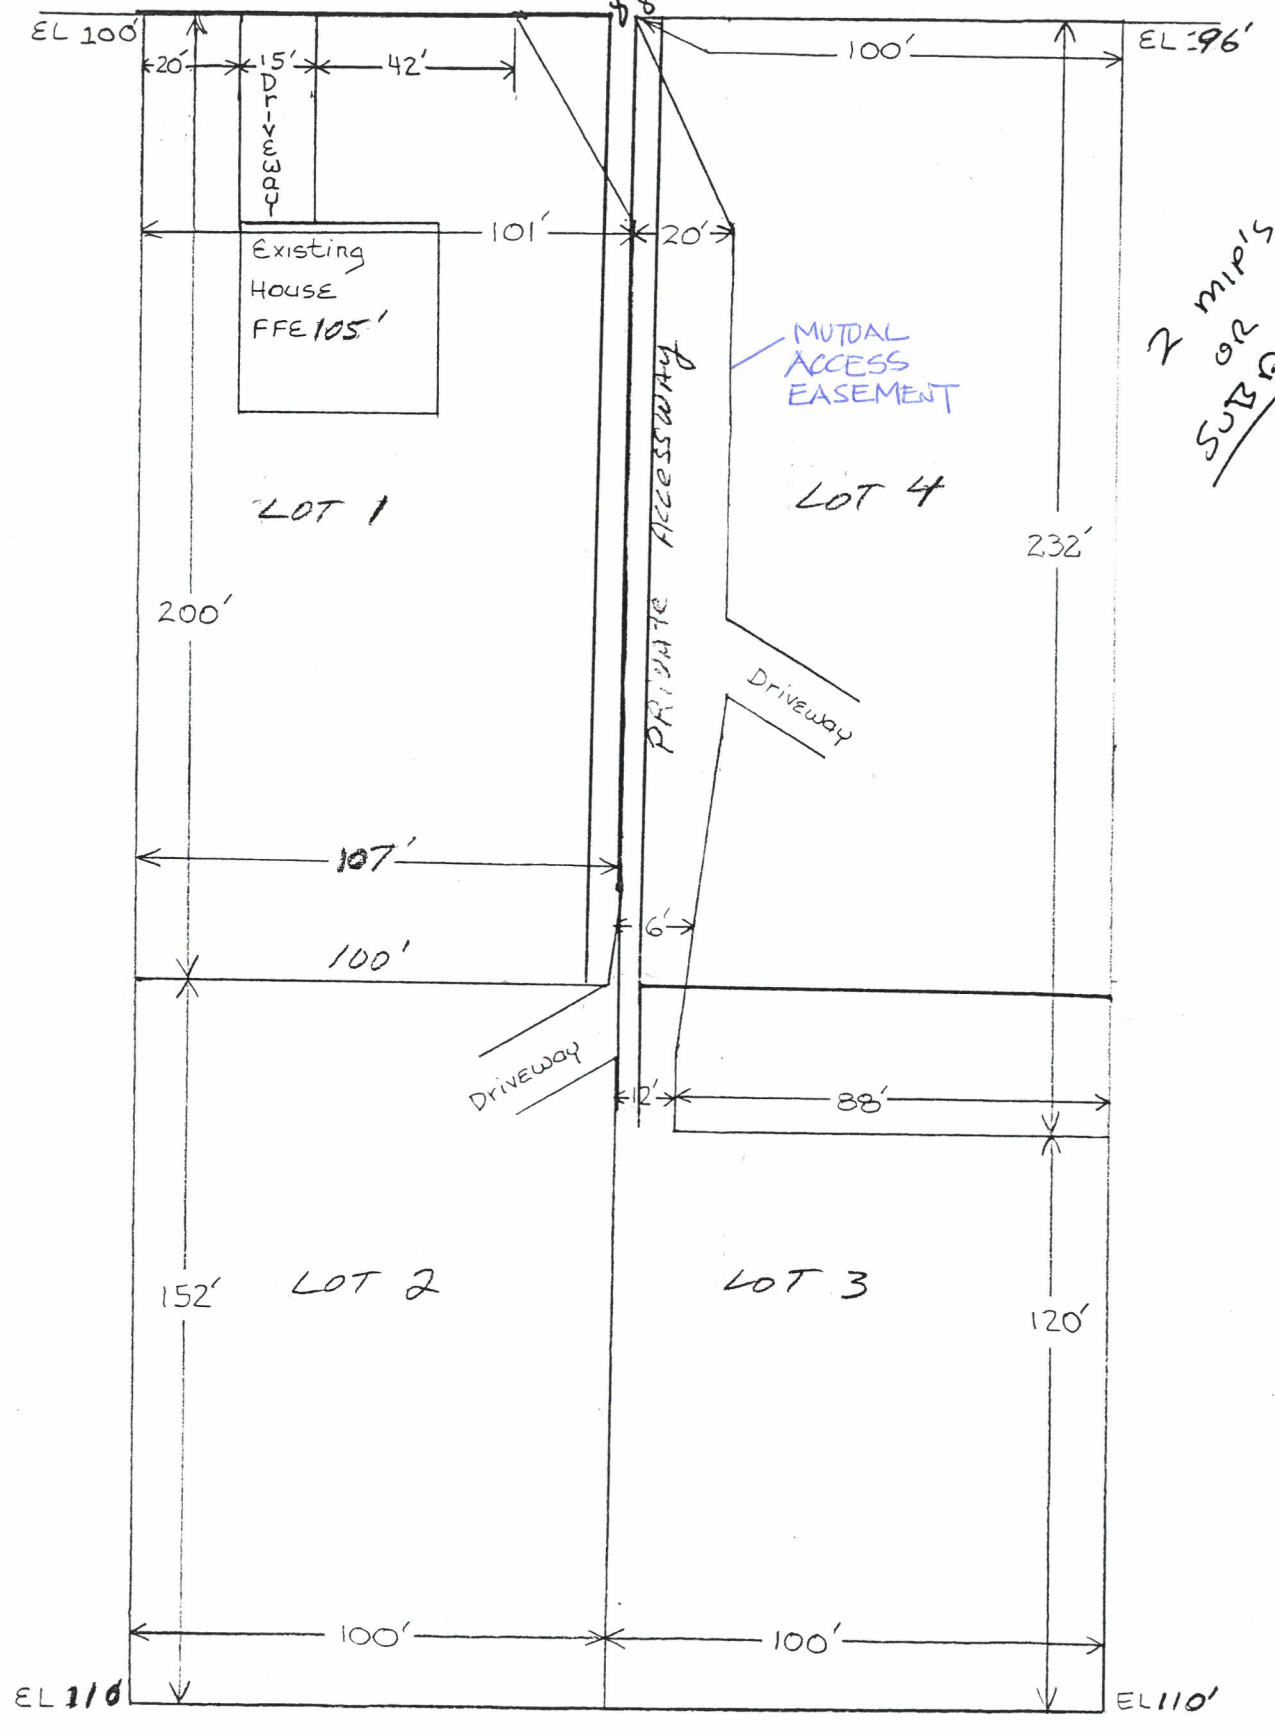 EL 100'
EL 96'
20'
15'
42'
100'
Driveway
101'
20'
Existing
HOUSE
FFE 105'
MUTUAL
ACCESS
EASEMENT
2 MIP'S
OR
PRIVATE ACCESSWAY
LOT 1
LOT 4
232'
200'
Driveway
107'
6'
100'
Driveway
12'
88'
LOT 2
LOT 3
152'
120'
100'
100'
EL 110'
EL 110'